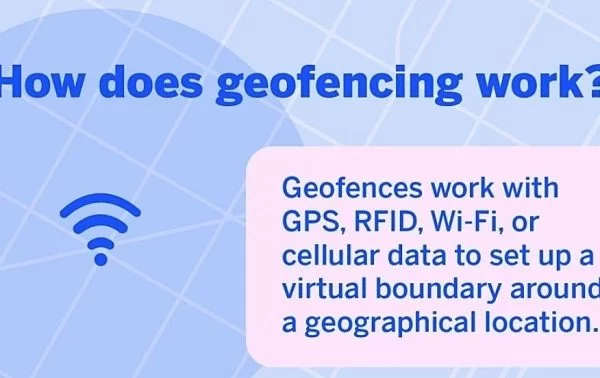 How does geofencing work?
Geofences work with
GPS, RFID, Wi-Fi, or
cellular data to set up a
virtual boundary around
a geographical location.